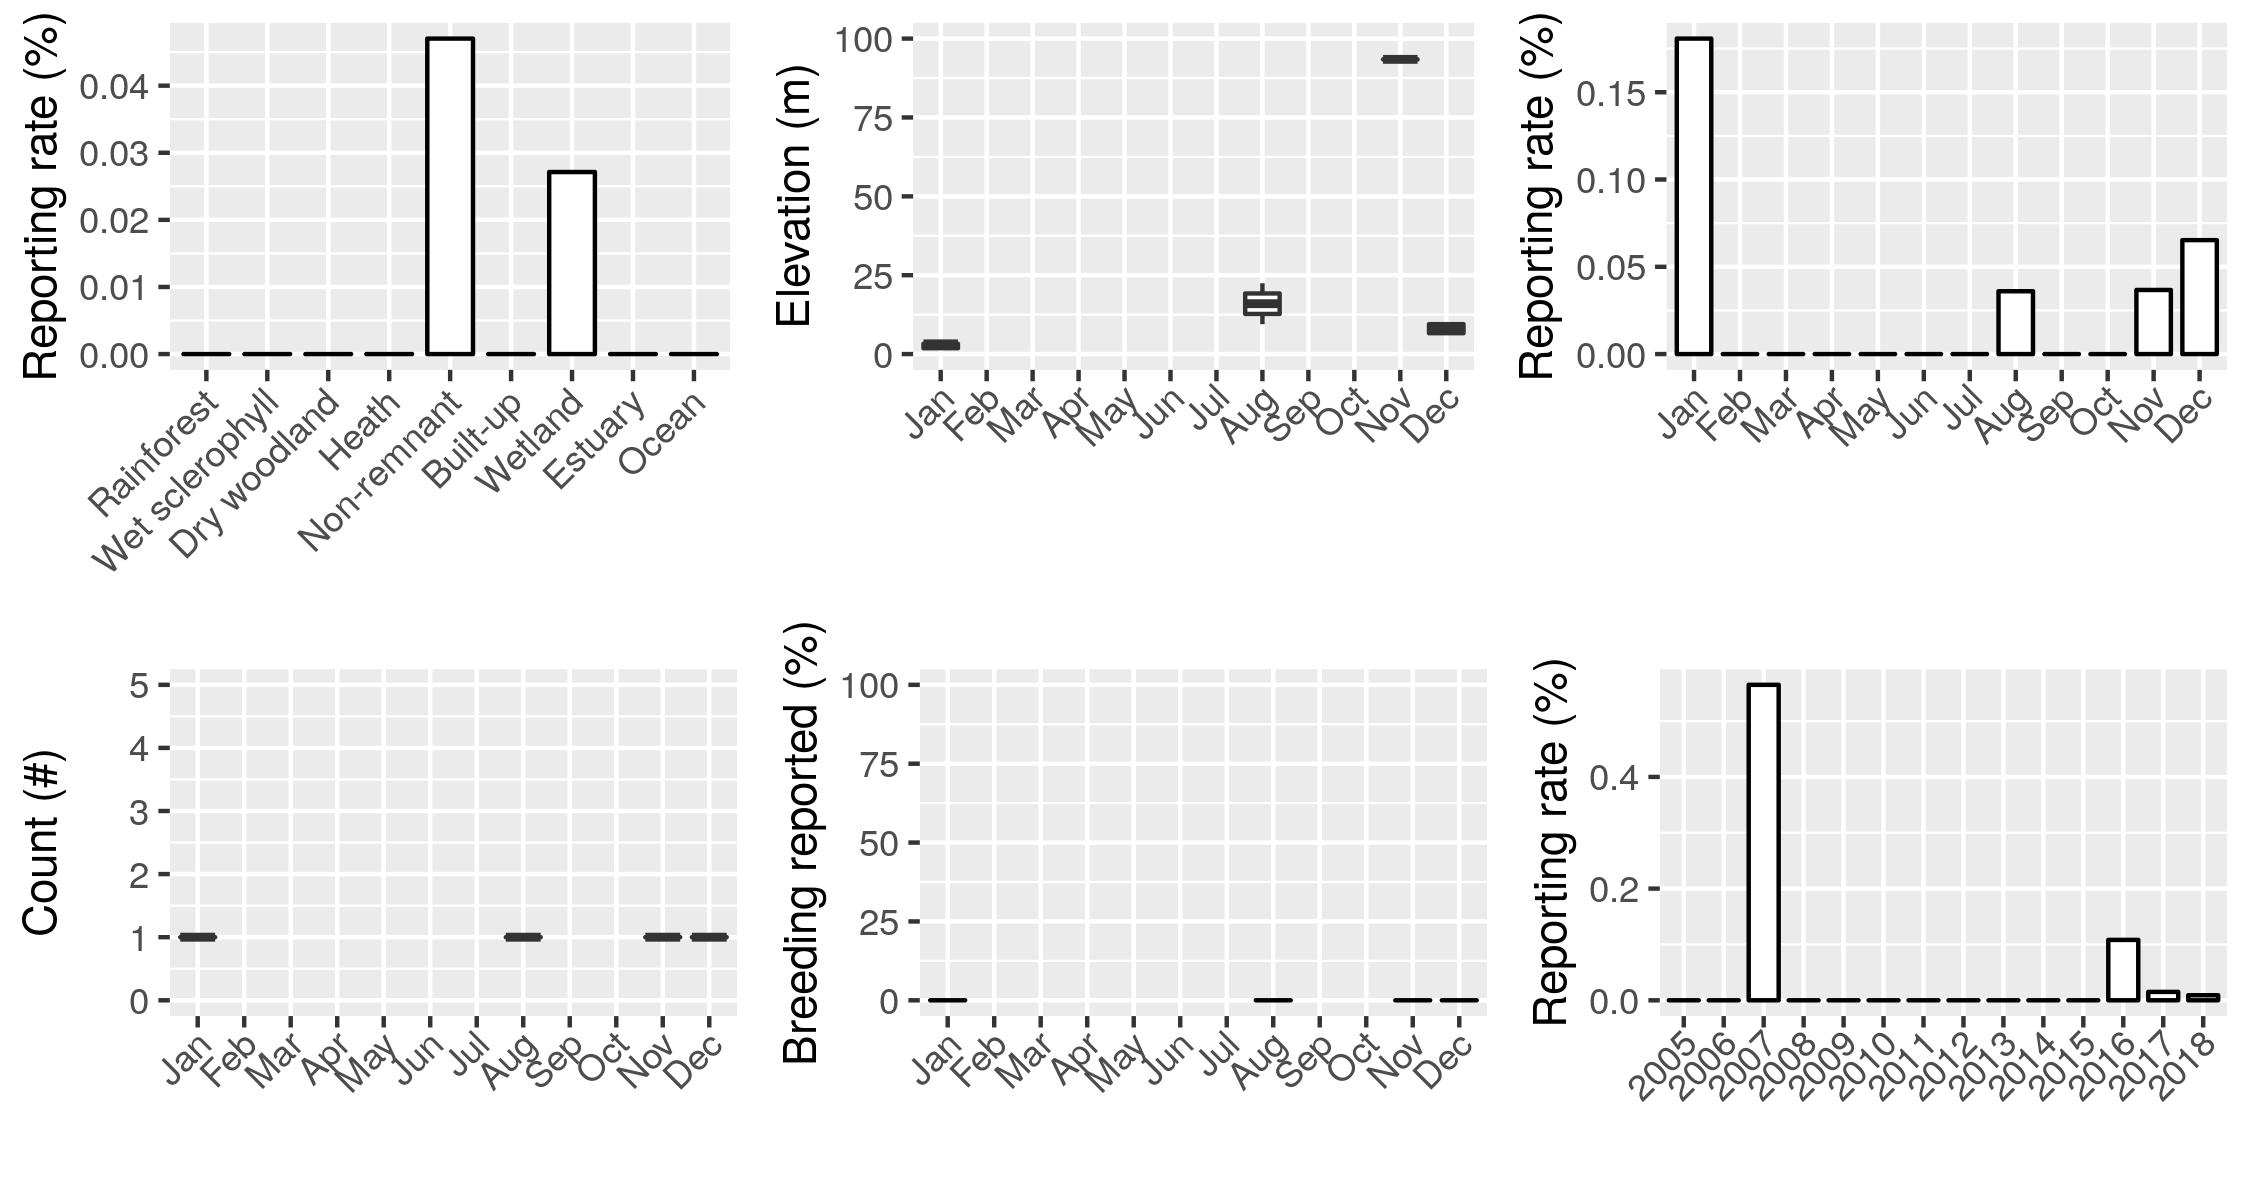 Reporting rate (%)
0.04
0.03
0.02
0.01
0.00
Rainforest
Wet sclerophyll
Dry woodland
Heath
Non-remnant
Built-up
Wetland
Estuary
Ocean
Elevation (m)
100
75
50
25
0
Jan
Feb
Mar
Apr
May
Jun
Jul
Aug
Sep
Oct
Nov
Dec
Reporting rate (%)
0.15
0.10
0.05
0.00
Jan
Feb
Mar
Apr
May
Jun
Jul
Aug
Sep
Oct
Nov
Dec
Count (#)
5
4
3
2
1
0
Jan
Feb
Mar
Apr
May
Jun
Jul
Aug
Sep
Oct
Nov
Dec
Breeding reported (%)
100
75
50
25
0
Jan
Feb
Mar
Apr
May
Jun
Jul
Aug
Sep
Oct
Nov
Dec
Reporting rate (%)
0.4
0.2
0.0
2005
2006
2007
2008
2009
2010
2011
2012
2013
2014
2015
2016
2017
2018